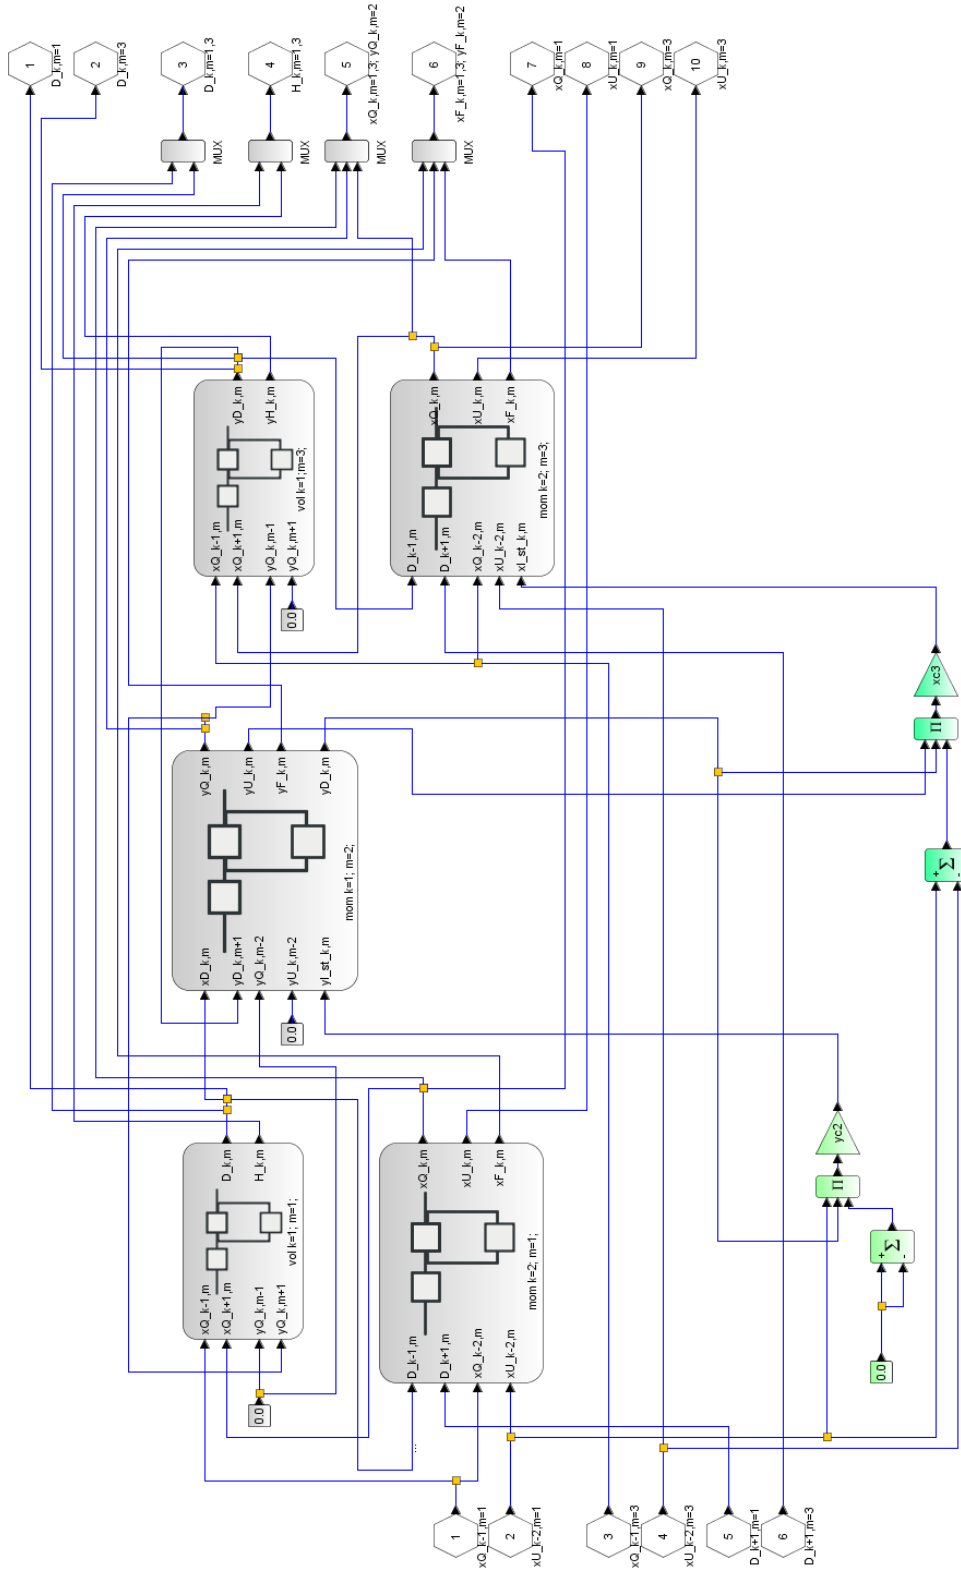 1
D_k,m=1
2
D_k,m=3
3
D_k,m=1,3
4
H_k,m=1,3
5
xQ_k,m=1,3; yQ_k,m=2
6
xF_k,m=1,3; yF_k,m=2
7
xQ_k,m=1
8
xU_k,m=1
9
xQ_k,m=3
10
xU_k,m=3
MUX
MUX
MUX
MUX
yD_k,m
yH_k,m
vol k=1;m=3;
xQ_k-1,m
xQ_k+1,m
yQ_k,m-1
yQ_k,m+1
0.0
xQ_k,m
xU_k,m
xF_k,m
mom k=2; m=3;
D_k-1,m
D_k+1,m
xQ_k-2,m
xU_k-2,m
xI_st_k,m
xc3
Π
Σ
+
-
yQ_k,m
yU_k,m
yF_k,m
yD_k,m
mom k=1; m=2;
xD_k,m
yD_k,m+1
yQ_k,m-2
yU_k,m-2
yI_st_k,m
0.0
D_k,m
H_k,m
vol k=1; m=1;
xQ_k-1,m
xQ_k+1,m
yQ_k,m-1
yQ_k,m+1
0.0
xQ_k,m
xU_k,m
xF_k,m
mom k=2; m=1;
D_k-1,m
D_k+1,m
xQ_k-2,m
xU_k-2,m
...
yc2
Π
Σ
+
-
0.0
1
xQ_k-1,m=1
2
xU_k-2,m=1
3
xQ_k-1,m=3
4
xU_k-2,m=3
5
D_k+1,m=1
6
D_k+1,m=3